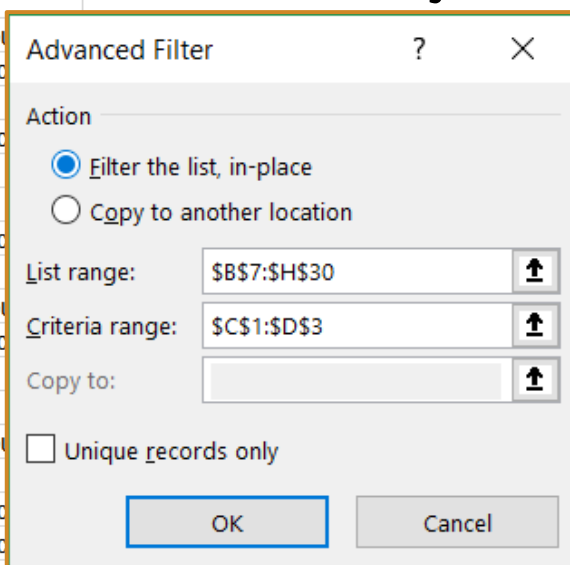 Advanced Filter ?
Action
Filter the list, in-place
Copy to another location
List range: $B$7:$H$30
Criteria range: $C$1:$D$3
Copy to:
Unique records only
OK Cancel